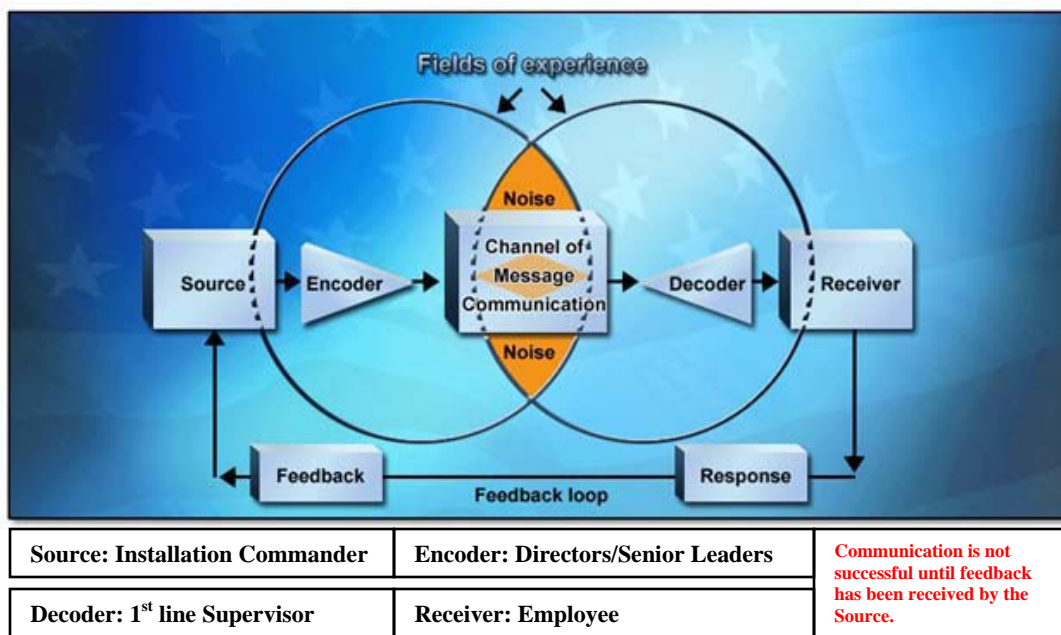 Fields of experience
Noise
Source
Encoder
Channel of
Message
Communication
Decoder
Receiver
Noise
Feedback
Feedback loop
Response
Source: Installation Commander
Encoder: Directors/Senior Leaders
Communication is not
successful until feedback
has been received by the
Source.
Decoder: 1st line Supervisor
Receiver: Employee